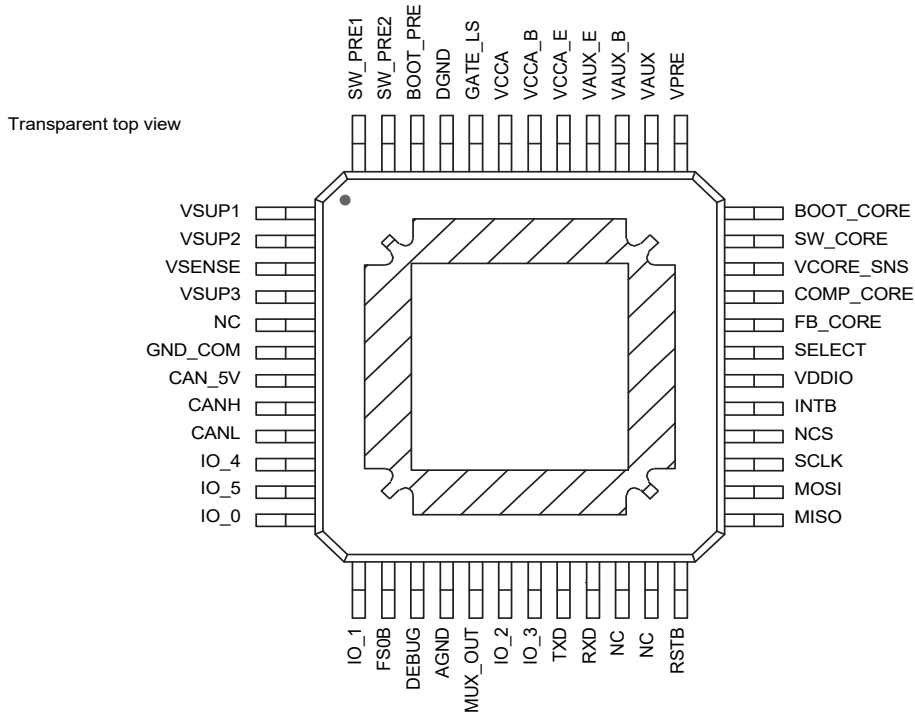 SW_PRE1
SW_PRE2
BOOT_PRE
DGND
GATE_LS
VCCA
VCCA_B
VCCA_E
VAUX_E
VAUX_B
VAUX
VPRE
Transparent top view
VSUP1
VSUP2
VSENSE
VSUP3
NC
GND_COM
CAN_5V
CANH
CANL
IO_4
IO_5
IO_0
BOOT_CORE
SW_CORE
VCORE_SNS
COMP_CORE
FB_CORE
SELECT
VDDIO
INTB
NCS
SCLK
MOSI
MISO
IO_1
FS0B
DEBUG
AGND
MUX_OUT
IO_2
IO_3
TXD
RXD
NC
NC
RSTB